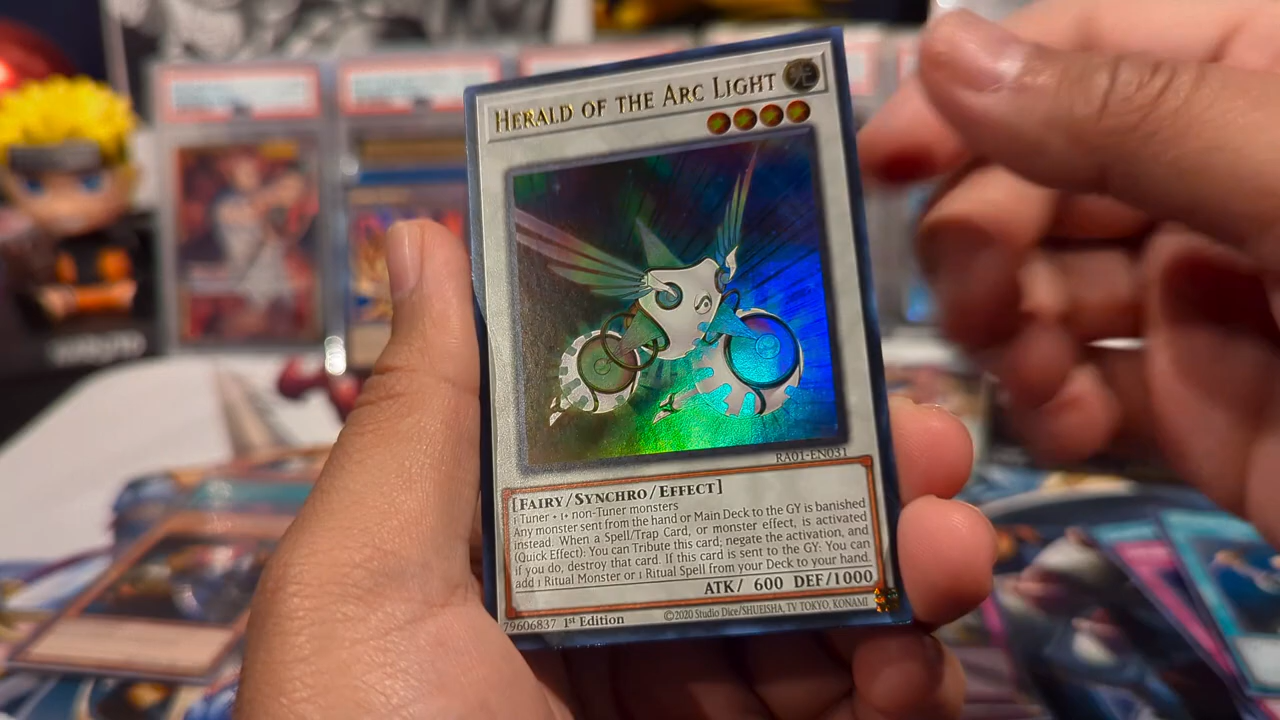 HERALD OF THE ARC LIGHT
光
RA01-EN031
[FAIRY/SYNCHRO/EFFECT]
1 Tuner + 1+ non-Tuner monsters
Any monster sent from the hand or Main Deck to the GY is banished
instead. When a Spell/Trap Card, or monster effect, is activated
(Quick Effect): You can Tribute this card; negate the activation, and
if you do, destroy that card. If this card is sent to the GY: You can
add 1 Ritual Monster or 1 Ritual Spell from your Deck to your hand.
ATK/ 600 DEF/1000
79606837 1st Edition ©2020 Studio Dice/SHUEISHA, TV TOKYO, KONAMI